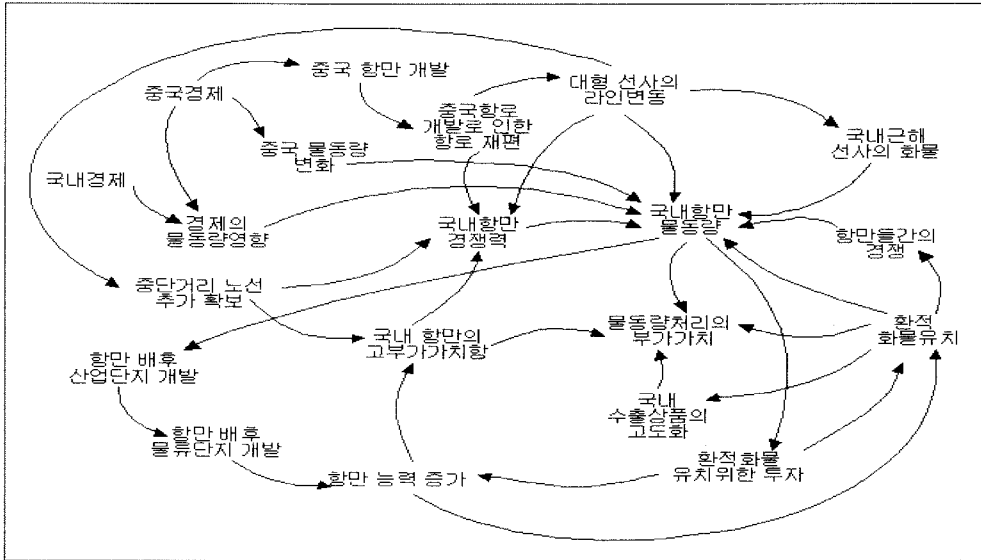 중국 항만 개발
중국경제
대형 선사의
라인변동
중국항로
개발로 인한
항로 재편
국내근해
선사의 화물
중국 물동량
변화
국내경제
경제의
물동량영향
국내항만
경쟁력
국내항만
물동량
항만들간의
경쟁
중단거리 노선
추가 확보
국내 항만의
고부가가치항
물동량처리의
부가가치
환적
화물유치
항만 배후
산업단지 개발
국내
수출상품의
고도화
항만 배후
물류단지 개발
항만 능력 증가
환적화물
유치위한 투자